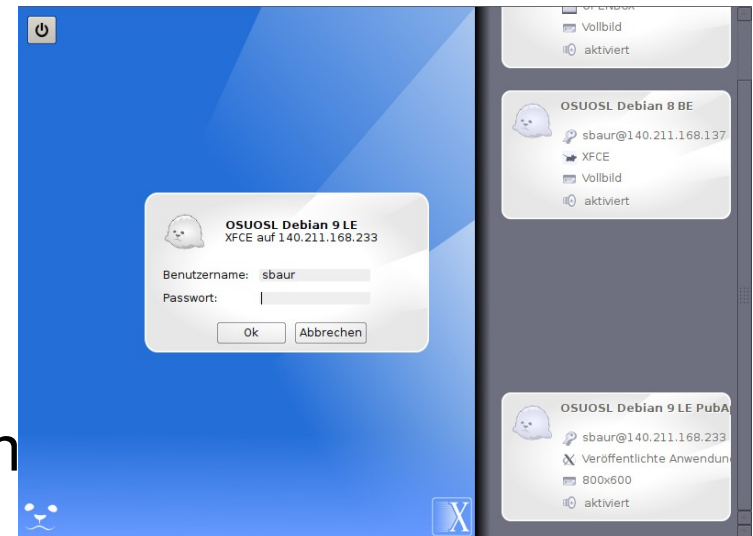 Vollbild
aktiviert
OSUOSL Debian 8 BE
sbaur@140.211.168.137
XFCE
Vollbild
aktiviert
OSUOSL Debian 9 LE
XFCE auf 140.211.168.233
Benutzername: sbaur
Passwort:
Ok Abbrechen
OSUOSL Debian 9 LE PubA
sbaur@140.211.168.233
Veröffentlichte Anwendun
800x600
aktiviert
X